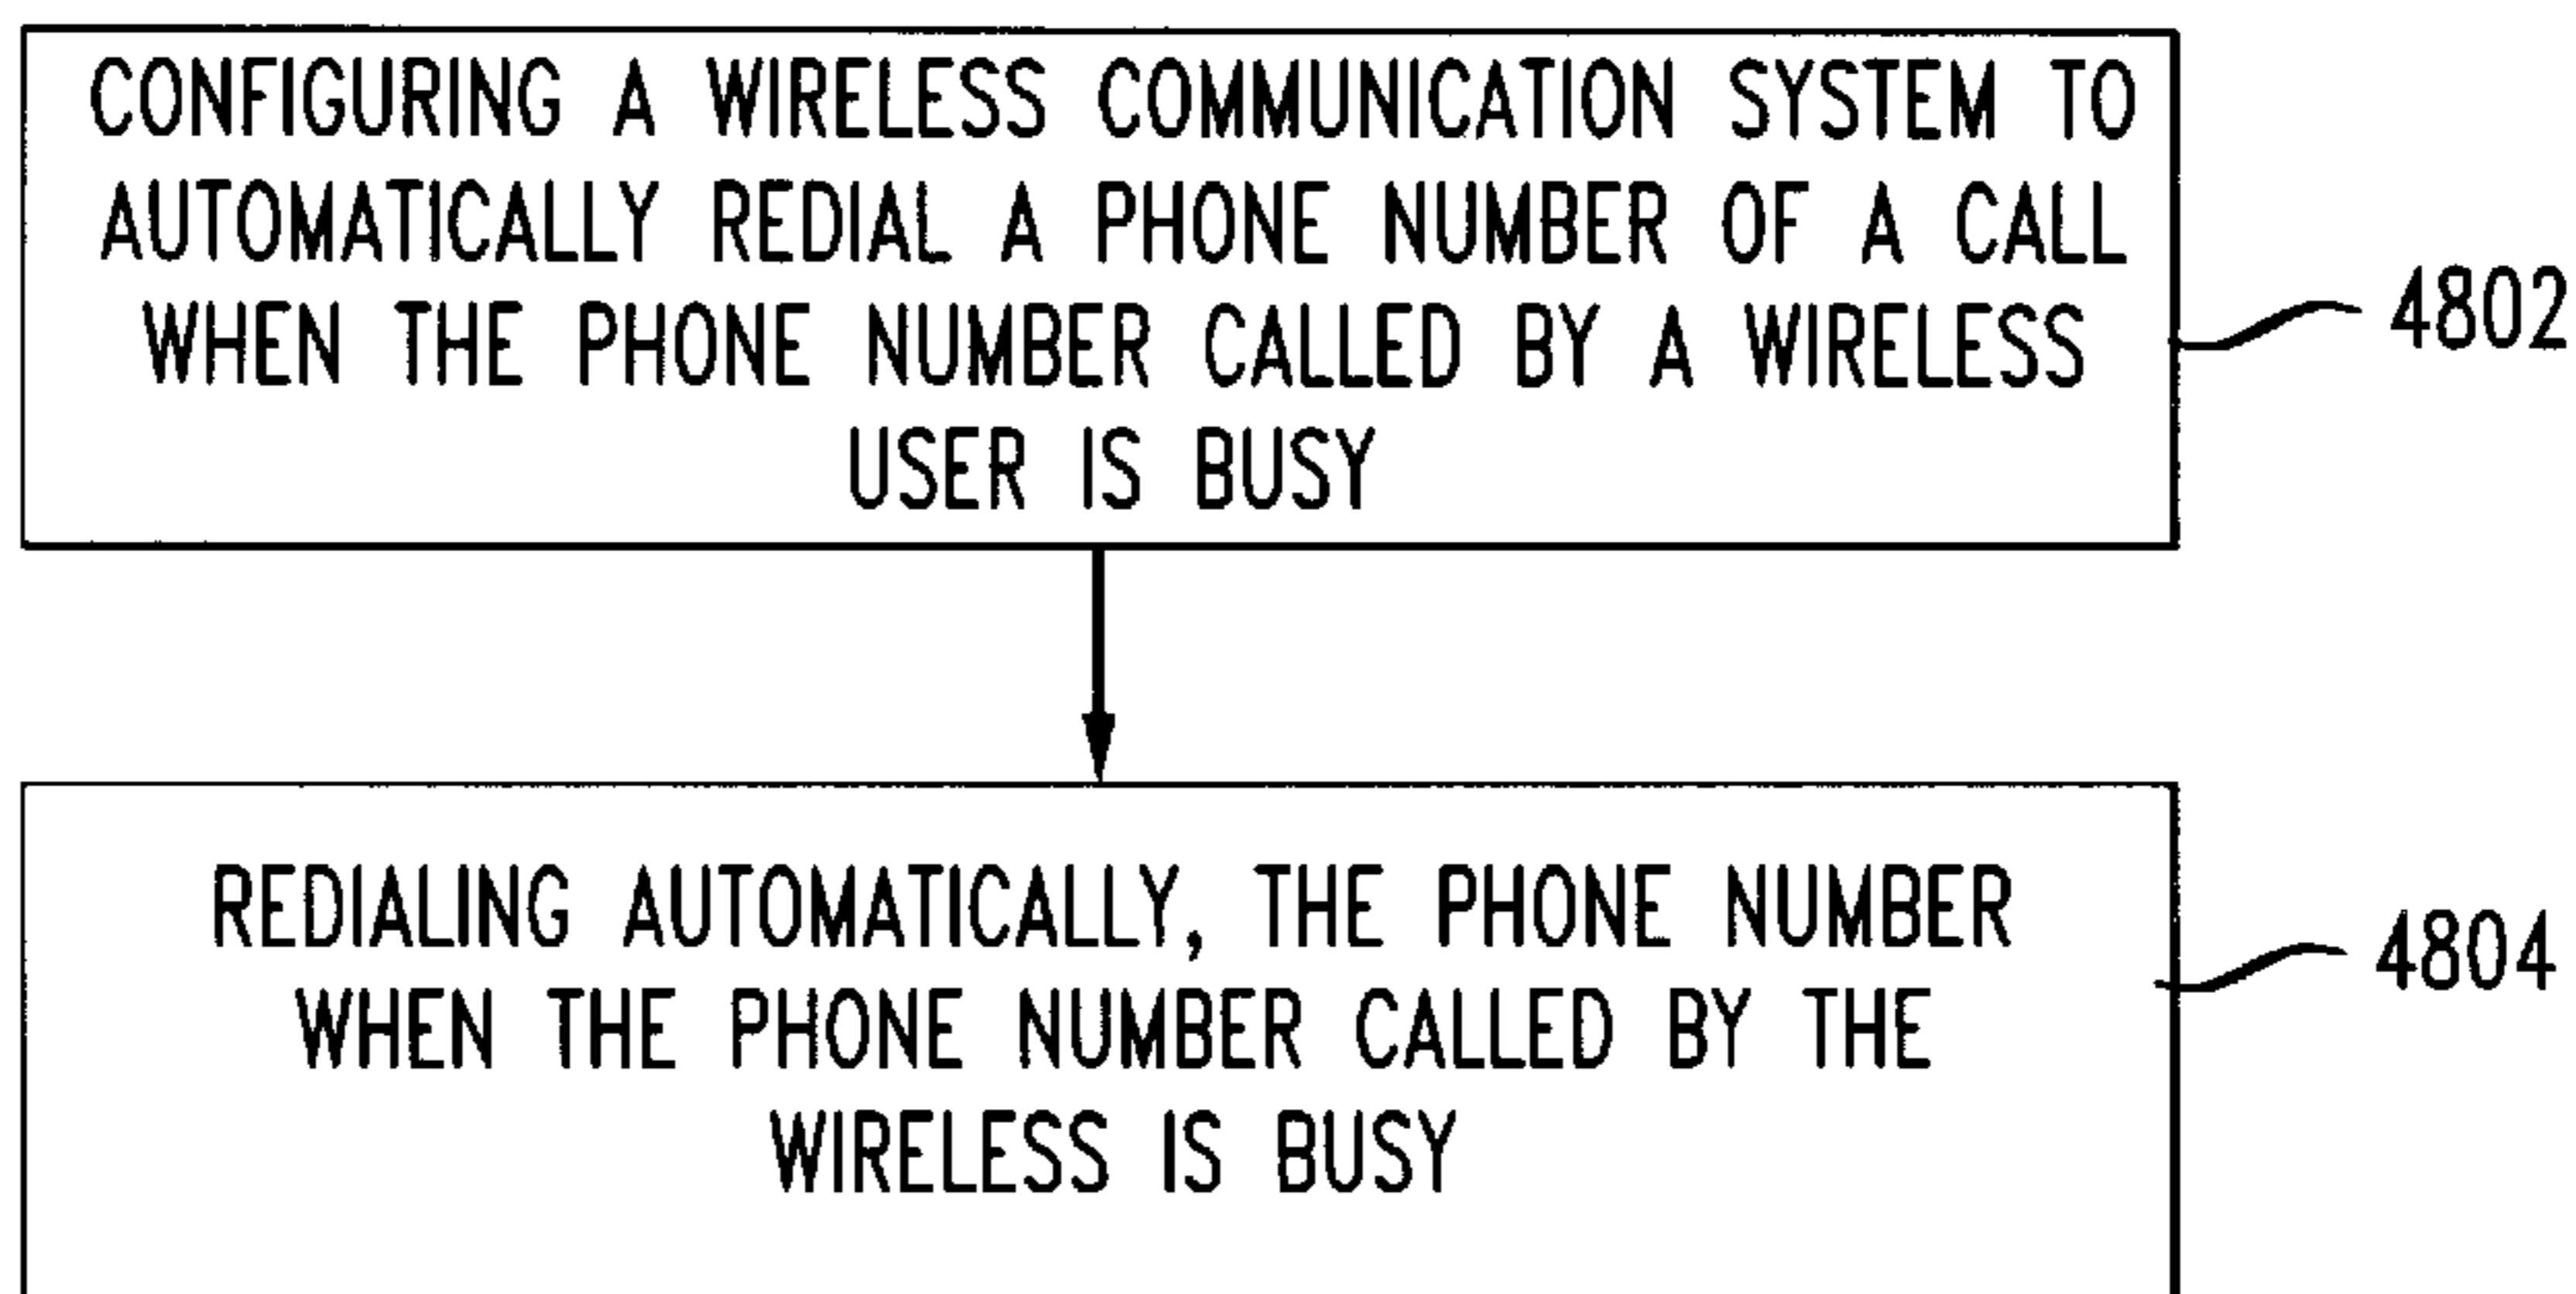 CONFIGURING A WIRELESS COMMUNICATION SYSTEM TO
AUTOMATICALLY REDIAL A PHONE NUMBER OF A CALL
WHEN THE PHONE NUMBER CALLED BY A WIRELESS
USER IS BUSY
4802
REDIALING AUTOMATICALLY, THE PHONE NUMBER
WHEN THE PHONE NUMBER CALLED BY THE
WIRELESS IS BUSY
4804